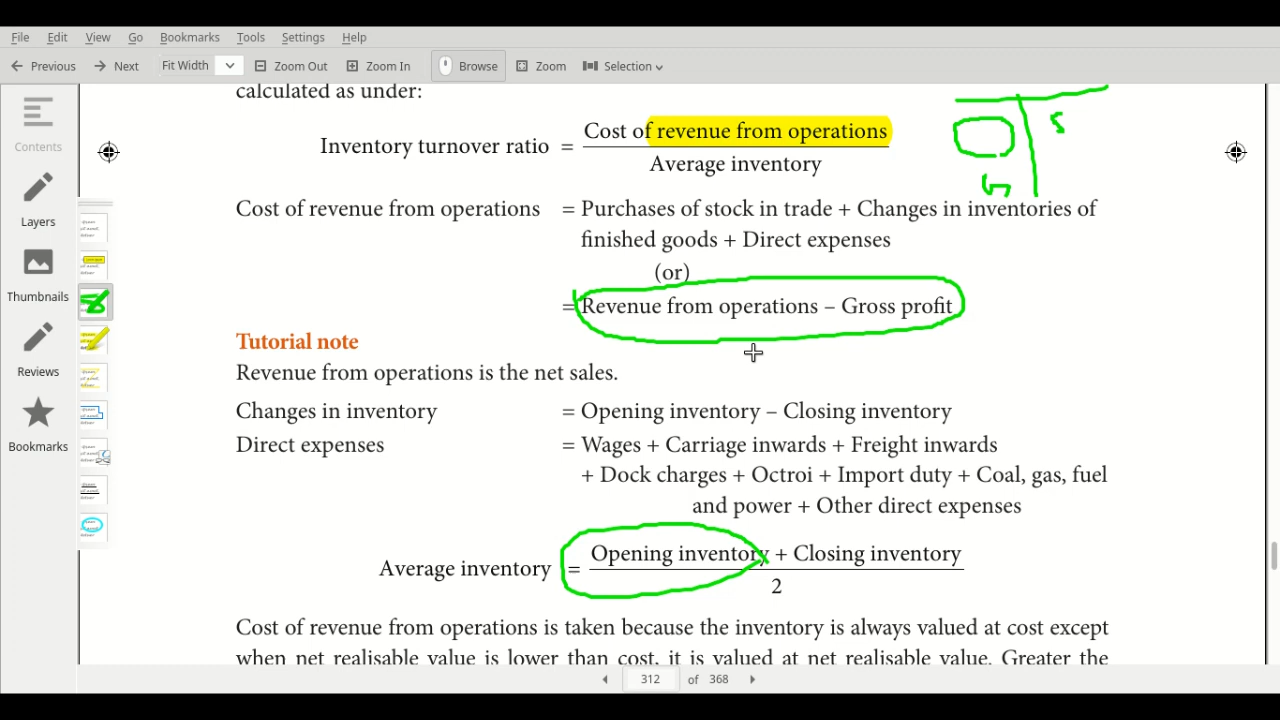 File Edit View Go Bookmarks Tools Settings Help
Previous Next Fit Width Zoom Out Zoom In Browse Zoom Selection
Contents
Layers
Thumbnails
Reviews
Bookmarks
calculated as under:
Inventory turnover ratio = Cost of revenue from operations
Average inventory
S
G
Cost of revenue from operations = Purchases of stock in trade + Changes in inventories of
finished goods + Direct expenses
(or)
= Revenue from operations – Gross profit
Tutorial note
Revenue from operations is the net sales.
Changes in inventory = Opening inventory – Closing inventory
Direct expenses = Wages + Carriage inwards + Freight inwards
+ Dock charges + Octroi + Import duty + Coal, gas, fuel
and power + Other direct expenses
Average inventory = Opening inventory + Closing inventory
2
Cost of revenue from operations is taken because the inventory is always valued at cost except
when net realisable value is lower than cost, it is valued at net realisable value. Greater the
312 of 368